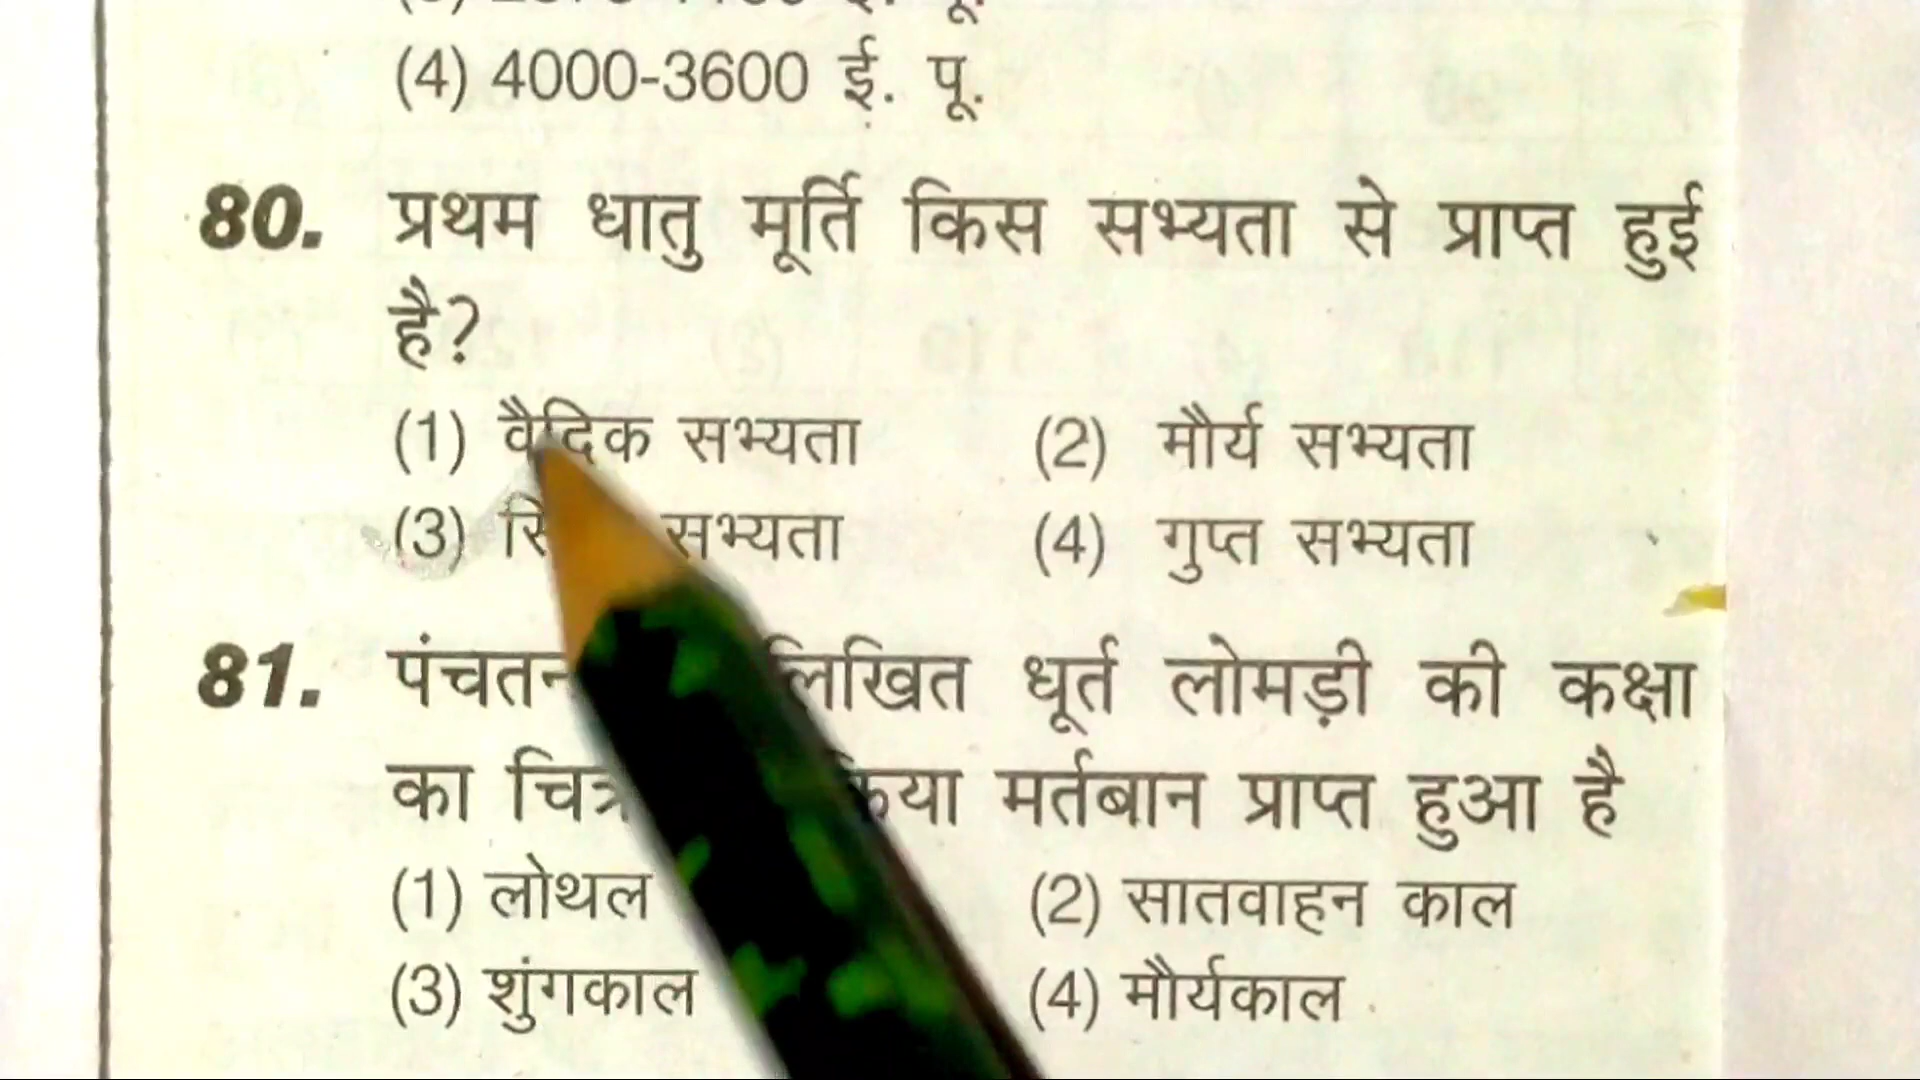 (4) 4000-3600 ई. पू.
80. प्रथम धातु मूर्ति किस सभ्यता से प्राप्त हुई
है?
(1) वैदिक सभ्यता (2) मौर्य सभ्यता
(3) सभ्यता (4) गुप्त सभ्यता
81. लिखित धूर्त लोमड़ी की कक्षा
का मर्तबान प्राप्त हुआ है
(1) लोथल (2) सातवाहन काल
(3) शुंगकाल (4) मौर्यकाल